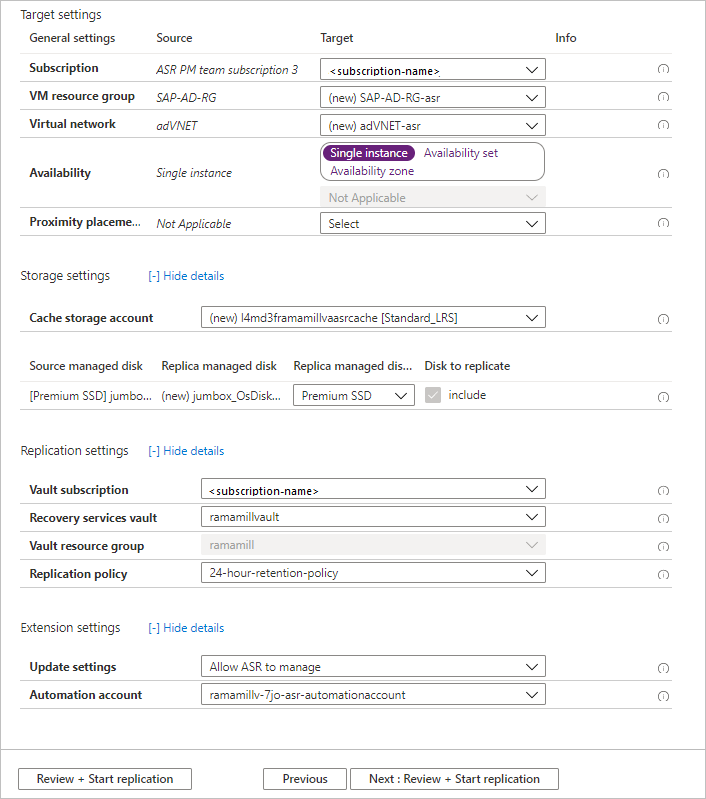 Target settings
General settings Source Target Info
Subscription ASR PM team subscription 3 <subscription-name>
VM resource group SAP-AD-RG (new) SAP-AD-RG-asr
Virtual network adVNET (new) adVNET-asr
Single instance Availability set
Availability Single instance Availability zone
Not Applicable
Proximity placeme... Not Applicable Select
Storage settings [-] Hide details
Cache storage account (new) l4md3framamillvaasrcache [Standard_LRS]
Source managed disk Replica managed disk Replica managed dis... Disk to replicate
[Premium SSD] jumbo... (new) jumbox_OsDisk... Premium SSD include
Replication settings [-] Hide details
Vault subscription <subscription-name>
Recovery services vault ramamillvault
Vault resource group ramamill
Replication policy 24-hour-retention-policy
Extension settings [-] Hide details
Update settings Allow ASR to manage
Automation account ramamillv-7jo-asr-automationaccount
Review + Start replication Previous Next : Review + Start replication